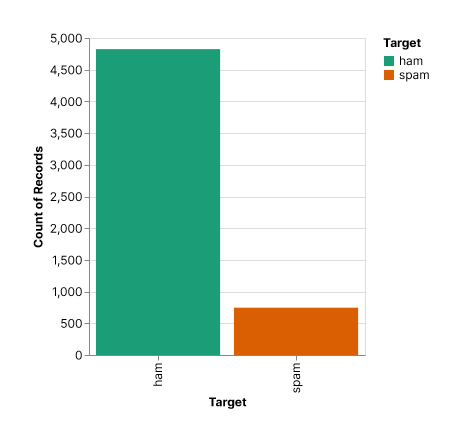 5,000
4,500
4,000
3,500
3,000
2,500
2,000
1,500
1,000
500
0
Count of Records
ham
spam
Target
Target
ham
spam